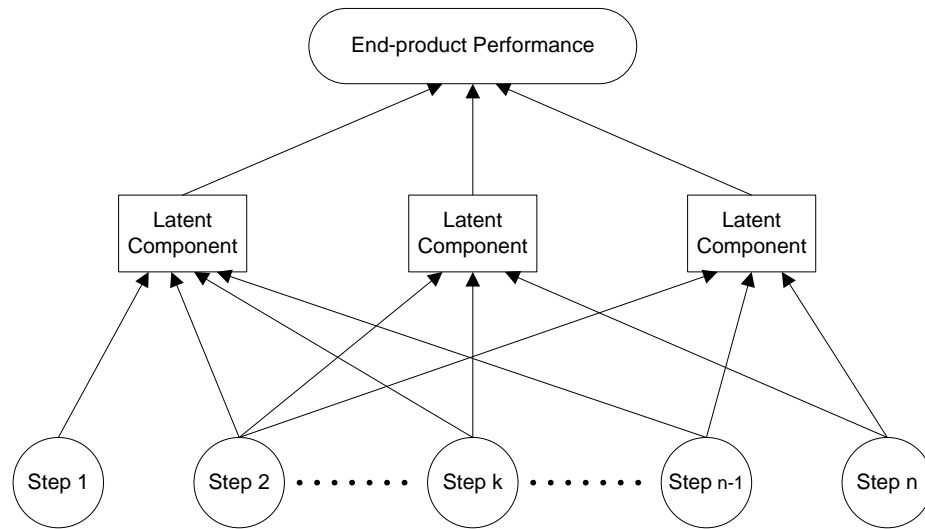 End-product Performance
Latent
Component
Latent
Component
Latent
Component
Step 1
Step 2
Step k
Step n-1
Step n